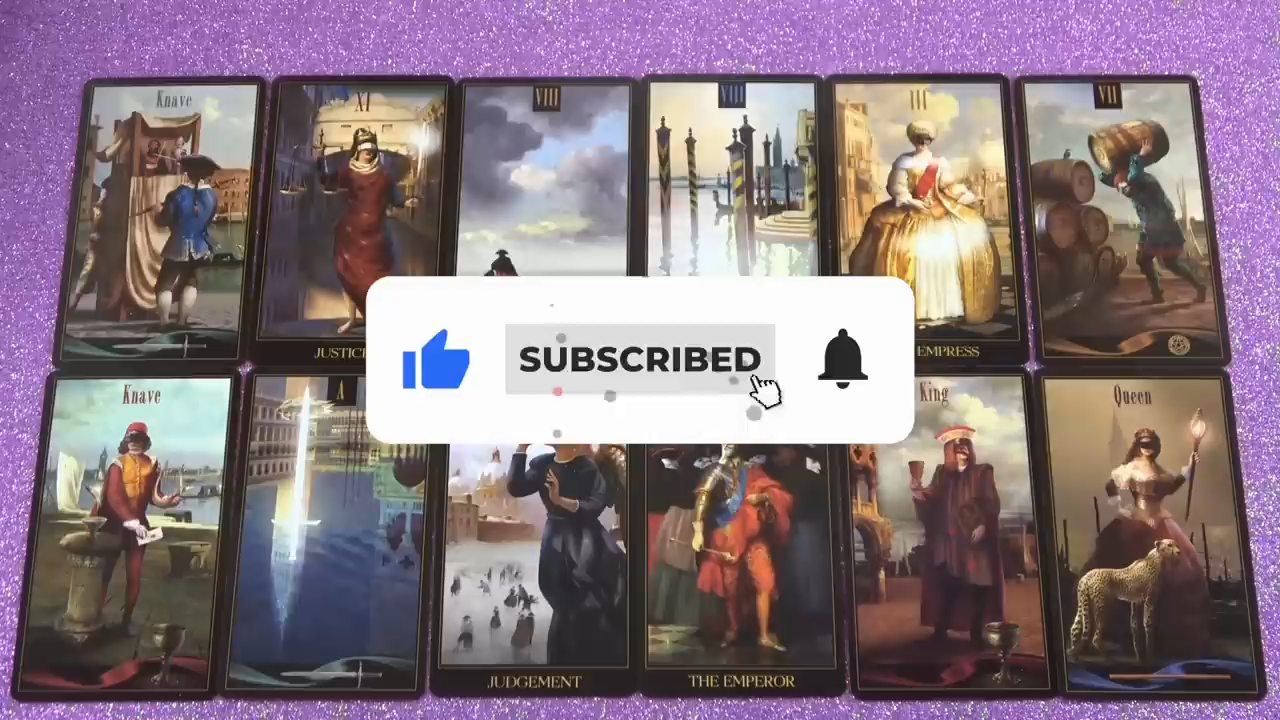 Knave
XI
VIII
VIII
III
VII
JUSTICE
EMPRESS
SUBSCRIBED
Knave
A
King
Queen
JUDGEMENT
THE EMPEROR